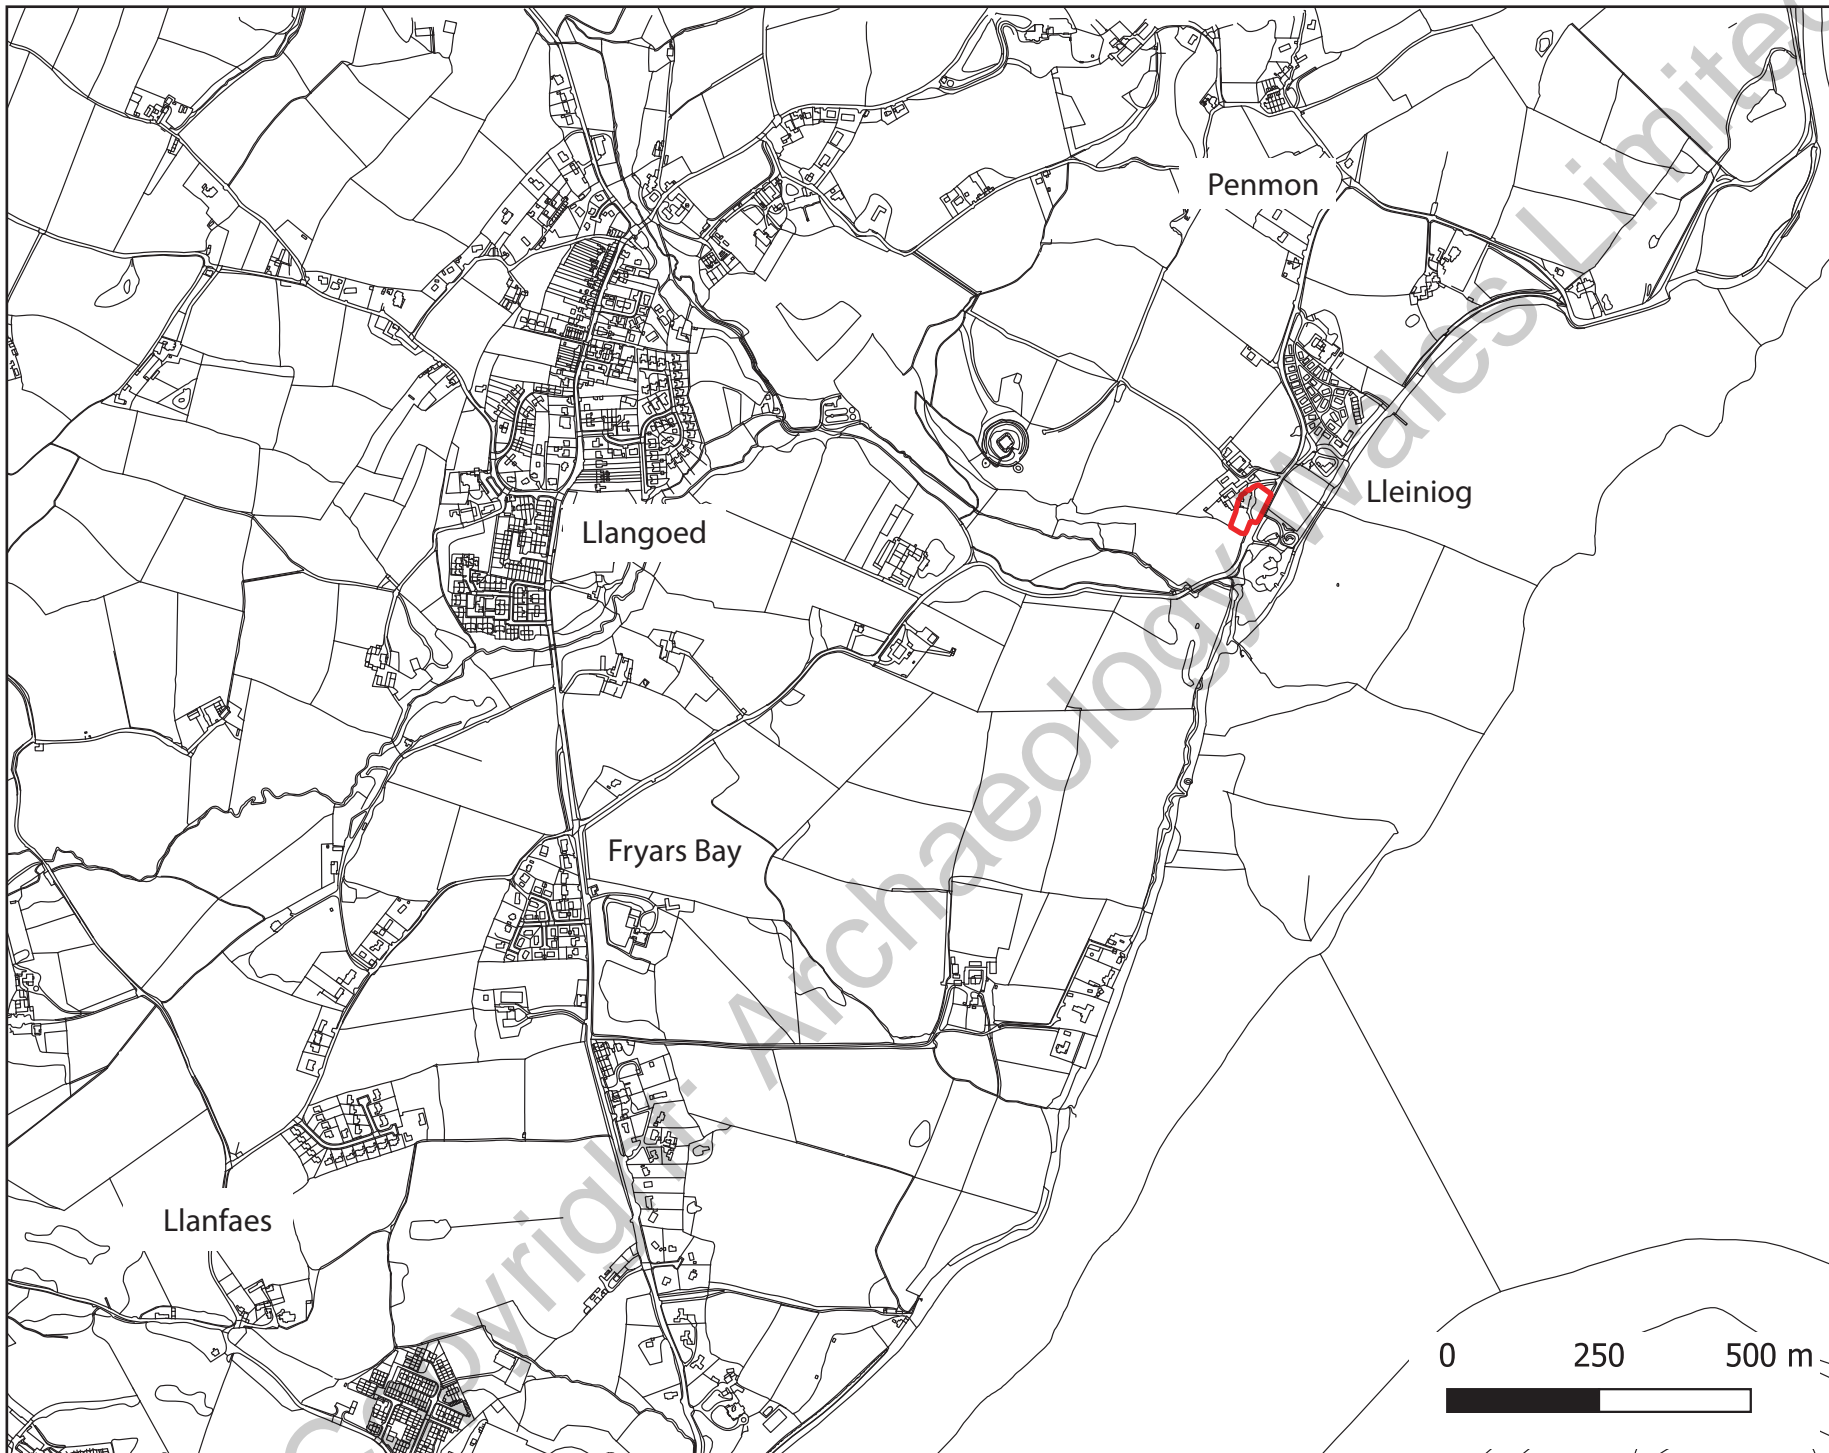 Penmon
Lleiniog
Llangoed
Fryars Bay
Llanfaes
0 250 500 m
Copyright: Archaeology Wales Limited